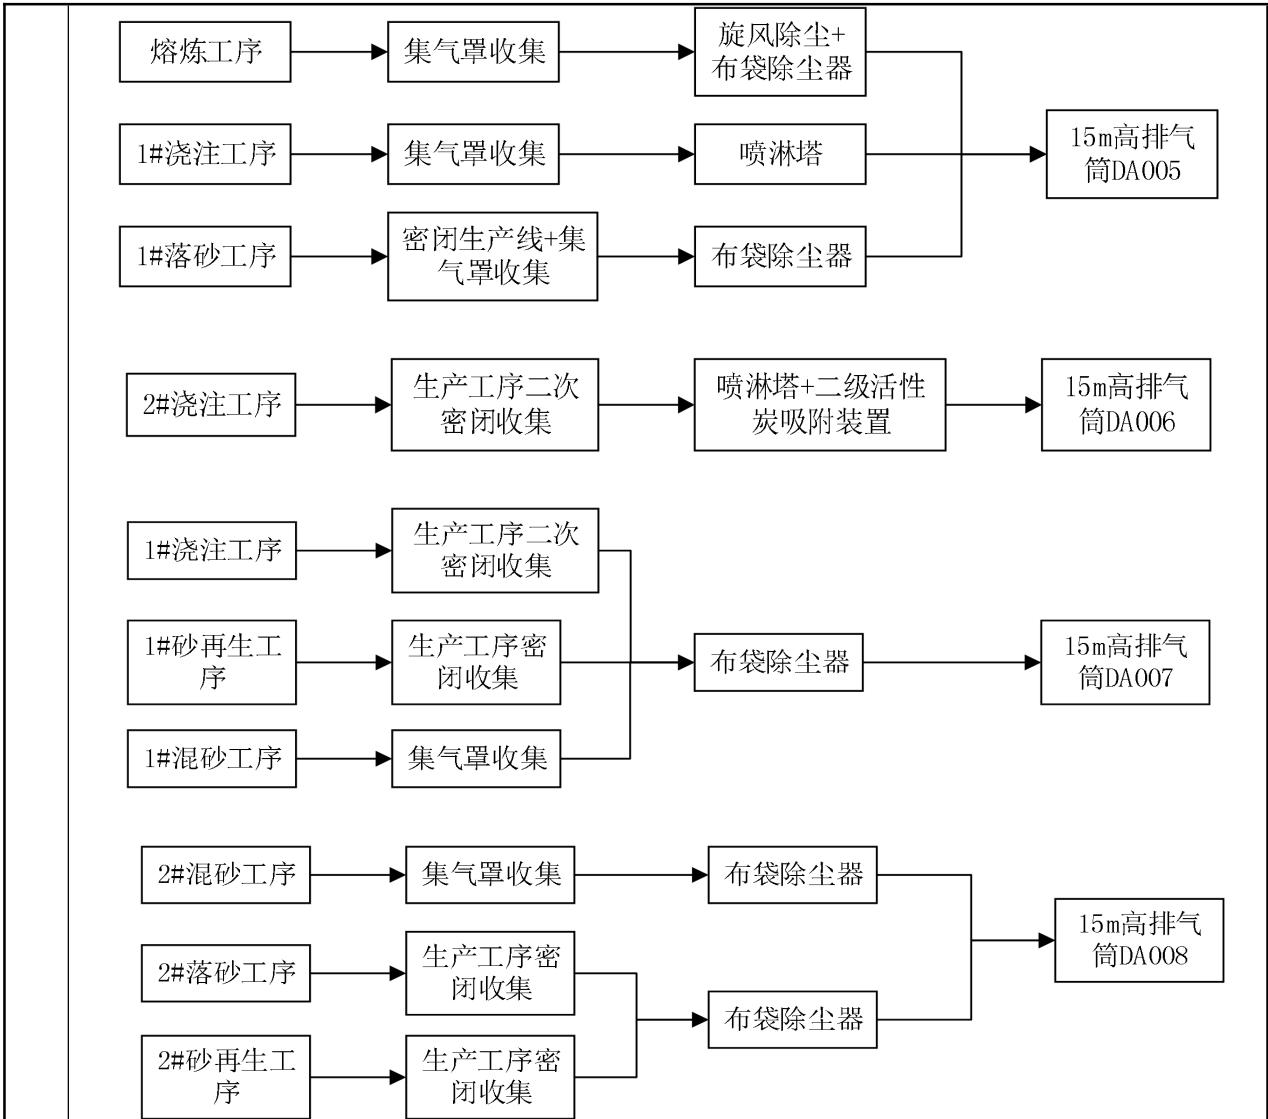 熔炼工序
集气罩收集
旋风除尘+
布袋除尘器
1#浇注工序
集气罩收集
喷淋塔
15m高排气
筒DA005
1#落砂工序
密闭生产线+集
气罩收集
布袋除尘器
2#浇注工序
生产工序二次
密闭收集
喷淋塔+二级活性
炭吸附装置
15m高排气
筒DA006
1#浇注工序
生产工序二次
密闭收集
1#砂再生工
序
生产工序密
闭收集
布袋除尘器
15m高排气
筒DA007
1#混砂工序
集气罩收集
2#混砂工序
集气罩收集
布袋除尘器
15m高排气
筒DA008
2#落砂工序
生产工序密
闭收集
布袋除尘器
2#砂再生工
序
生产工序密
闭收集